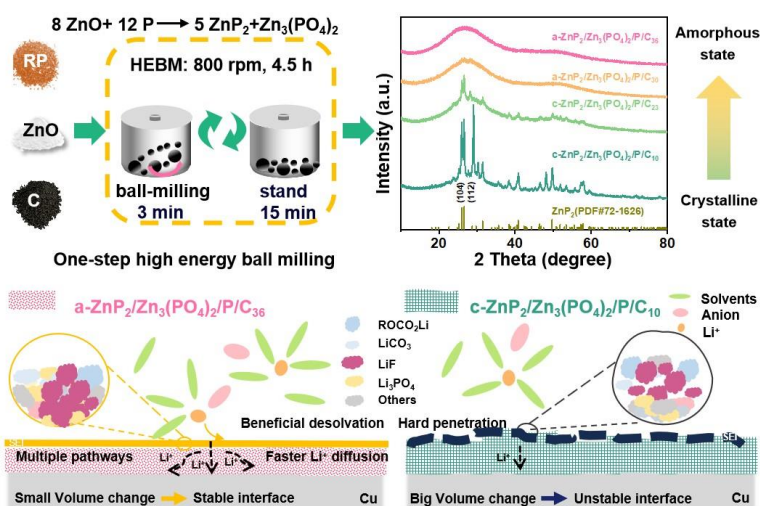 8 ZnO+ 12 P → 5 ZnP₂+Zn₃(PO₄)₂
RP
ZnO
C
HEBM: 800 rpm, 4.5 h
ball-milling
3 min
stand
15 min
One-step high energy ball milling
Intensity (a.u.)
a-ZnP₂/Zn₃(PO₄)₂/P/C₃₆
a-ZnP₂/Zn₃(PO₄)₂/P/C₃₀
c-ZnP₂/Zn₃(PO₄)₂/P/C₂₃
c-ZnP₂/Zn₃(PO₄)₂/P/C₁₀
(104)
(112)
ZnP₂(PDF#72-1626)
20 40 60 80
2 Theta (degree)
Amorphous
state
Crystalline
state
a-ZnP₂/Zn₃(PO₄)₂/P/C₃₆
ROCO₂Li
LiCO₃
LiF
Li₃PO₄
Others
Beneficial desolvation
SEI
Multiple pathways
Li⁺
Li⁺
Li⁺
Faster Li⁺ diffusion
Small Volume change → Stable interface
Cu
c-ZnP₂/Zn₃(PO₄)₂/P/C₁₀
Solvents
Anion
Li⁺
Hard penetration
SEI
Li⁺
Big Volume change → Unstable interface
Cu